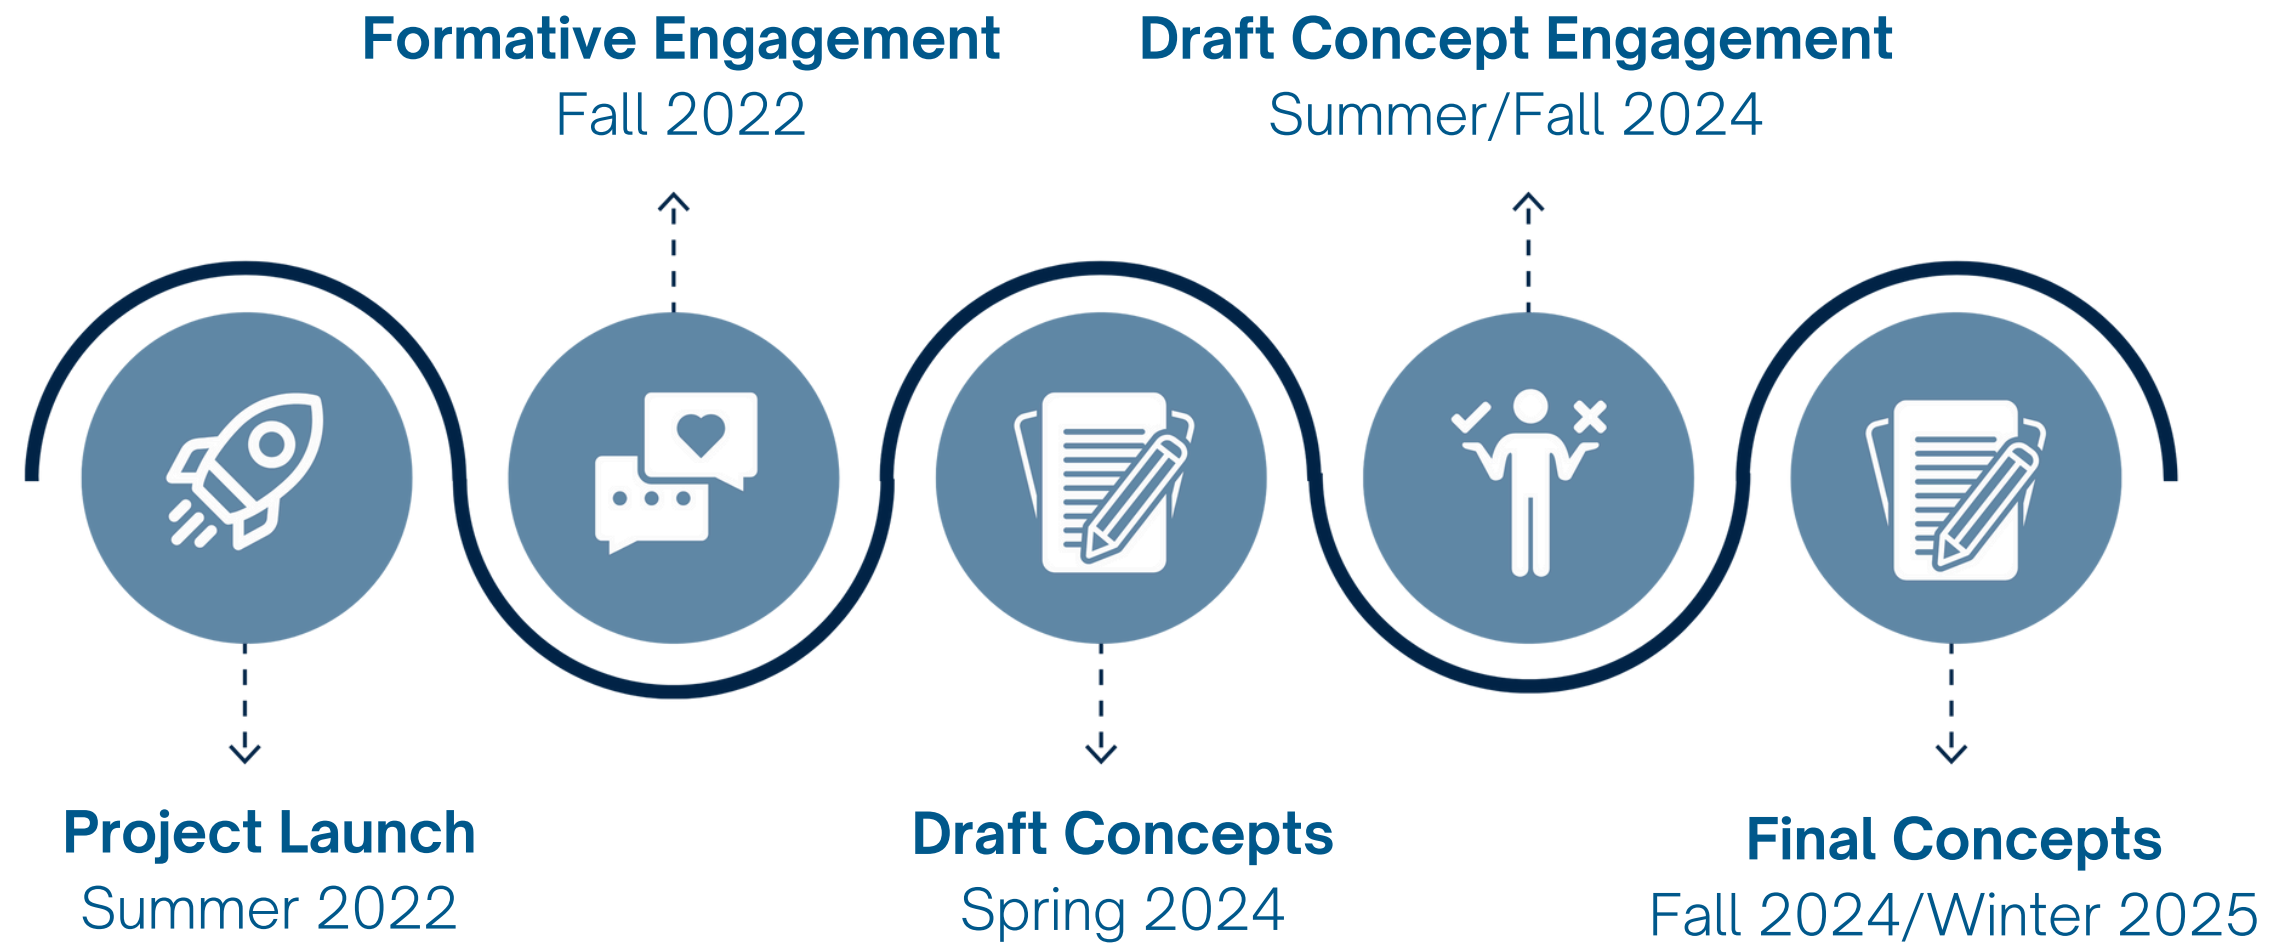 Formative Engagement
Fall 2022
Draft Concept Engagement
Summer/Fall 2024
Project Launch
Summer 2022
Draft Concepts
Spring 2024
Final Concepts
Fall 2024/Winter 2025